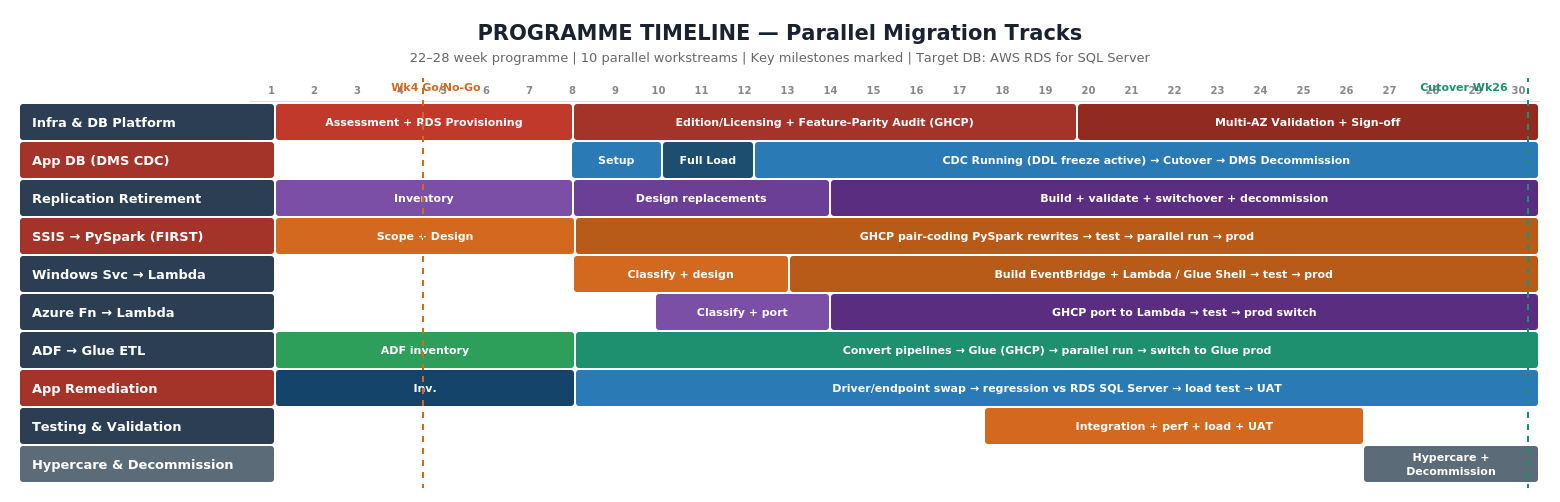 PROGRAMME TIMELINE — Parallel Migration Tracks
22–28 week programme | 10 parallel workstreams | Key milestones marked | Target DB: AWS RDS for SQL Server
Wk4 Go/No-Go
Cutover Wk26
1 2 3 4 5 6 7 8 9 10 11 12 13 14 15 16 17 18 19 20 21 22 23 24 25 26 27 28 29 30
Infra & DB Platform
Assessment + RDS Provisioning
Edition/Licensing + Feature-Parity Audit (GHCP)
Multi-AZ Validation + Sign-off
App DB (DMS CDC)
Setup
Full Load
CDC Running (DDL freeze active) → Cutover → DMS Decommission
Replication Retirement
Inventory
Design replacements
Build + validate + switchover + decommission
SSIS → PySpark (FIRST)
Scope + Design
GHCP pair-coding PySpark rewrites → test → parallel run → prod
Windows Svc → Lambda
Classify + design
Build EventBridge + Lambda / Glue Shell → test → prod
Azure Fn → Lambda
Classify + port
GHCP port to Lambda → test → prod switch
ADF → Glue ETL
ADF inventory
Convert pipelines → Glue (GHCP) → parallel run → switch to Glue prod
App Remediation
Inv.
Driver/endpoint swap → regression vs RDS SQL Server → load test → UAT
Testing & Validation
Integration + perf + load + UAT
Hypercare & Decommission
Hypercare +
Decommission